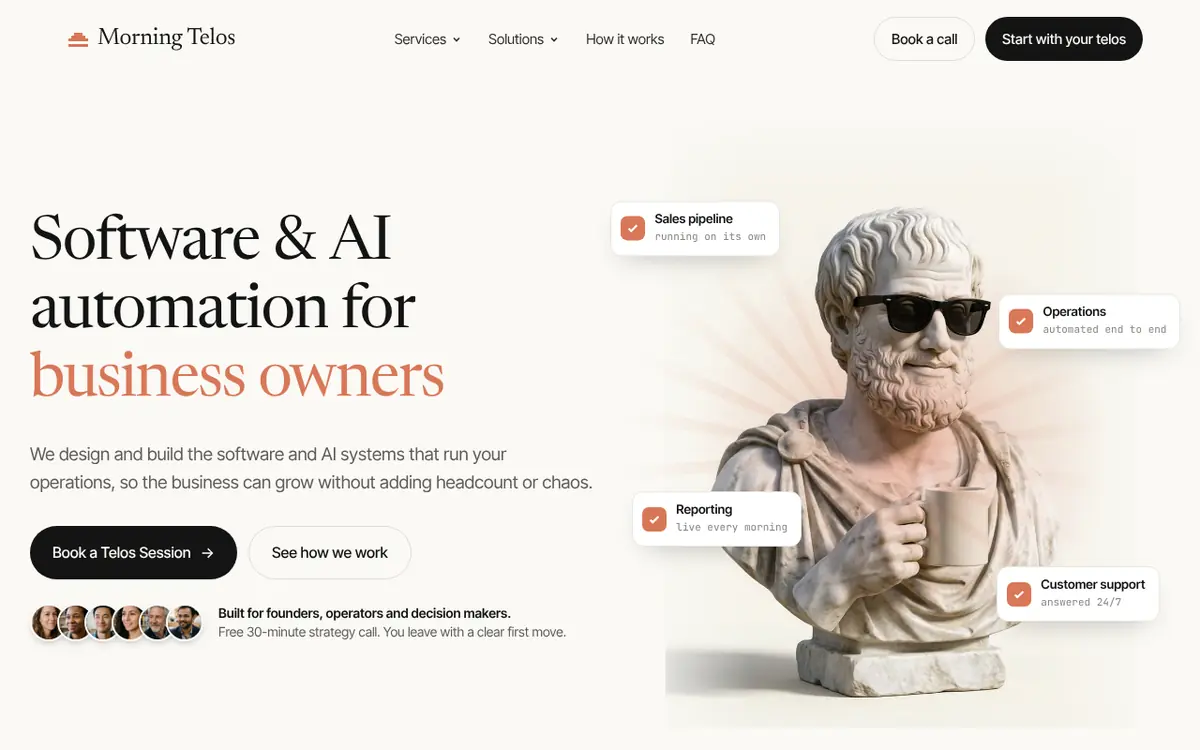 Morning Telos
Services
Solutions
How it works
FAQ
Book a call
Start with your telos
Software & AI
automation for
business owners
We design and build the software and AI systems that run your
operations, so the business can grow without adding headcount or chaos.
Book a Telos Session →
See how we work
Built for founders, operators and decision makers.
Free 30-minute strategy call. You leave with a clear first move.
Sales pipeline
running on its own
Operations
automated end to end
Reporting
live every morning
Customer support
answered 24/7